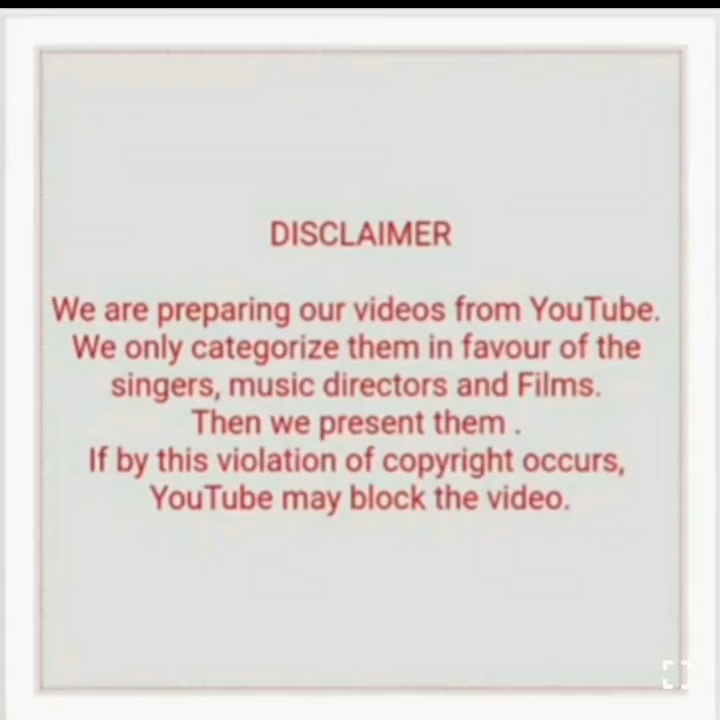 DISCLAIMER
We are preparing our videos from YouTube.
We only categorize them in favour of the
singers, music directors and Films.
Then we present them .
If by this violation of copyright occurs,
YouTube may block the video.